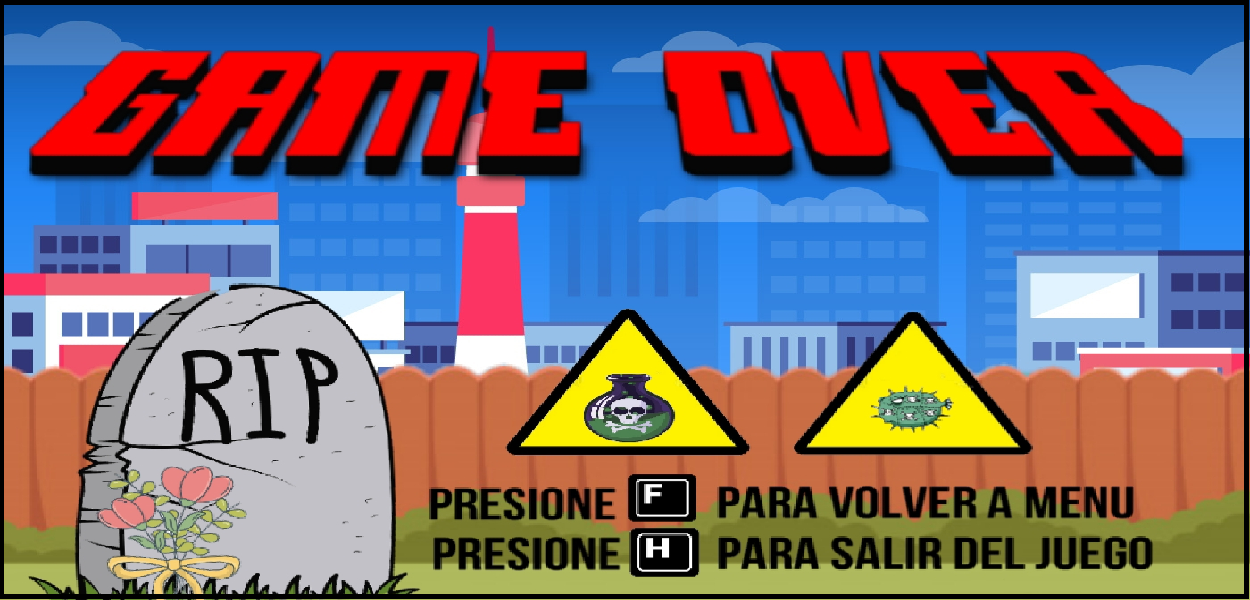 GAME OVER
RIP
PRESIONE F PARA VOLVER A MENU
PRESIONE H PARA SALIR DEL JUEGO